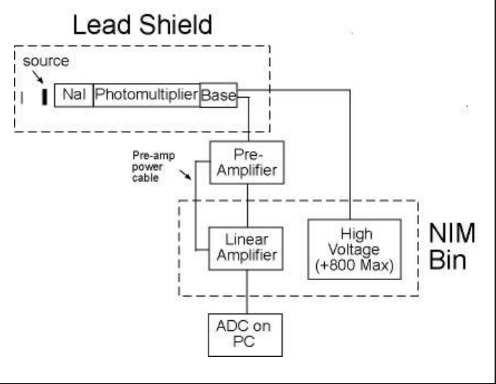 Lead Shield
source
NaI
Photomultiplier
Base
Pre-amp
power
cable
Pre-
Amplifier
Linear
Amplifier
High
Voltage
(+800 Max)
NIM
Bin
ADC on
PC